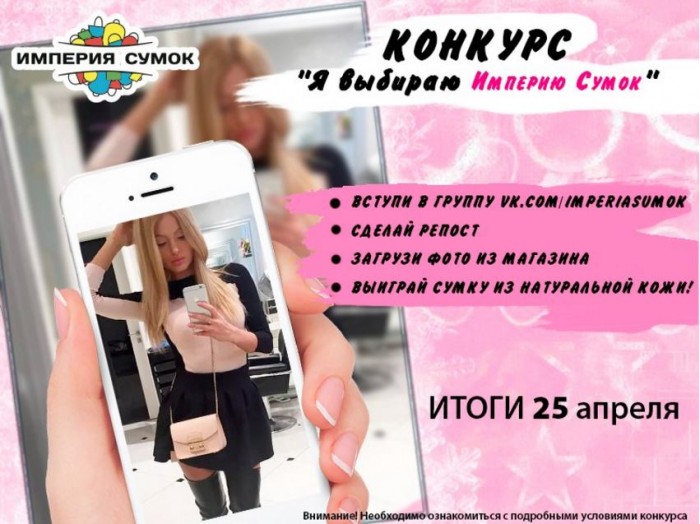 ИМПЕРИЯ СУМОК
КОНКУРС
"Я выбираю Империю Сумок"
ВСТУПИ В ГРУППУ VK.COM/IMPERIASUMOK
СДЕЛАЙ РЕПОСТ
ЗАГРУЗИ ФОТО ИЗ МАГАЗИНА
ВЫИГРАЙ СУМКУ ИЗ НАТУРАЛЬНОЙ КОЖИ!
ИТОГИ 25 апреля
Внимание! Необходимо ознакомиться с подробными условиями конкурса